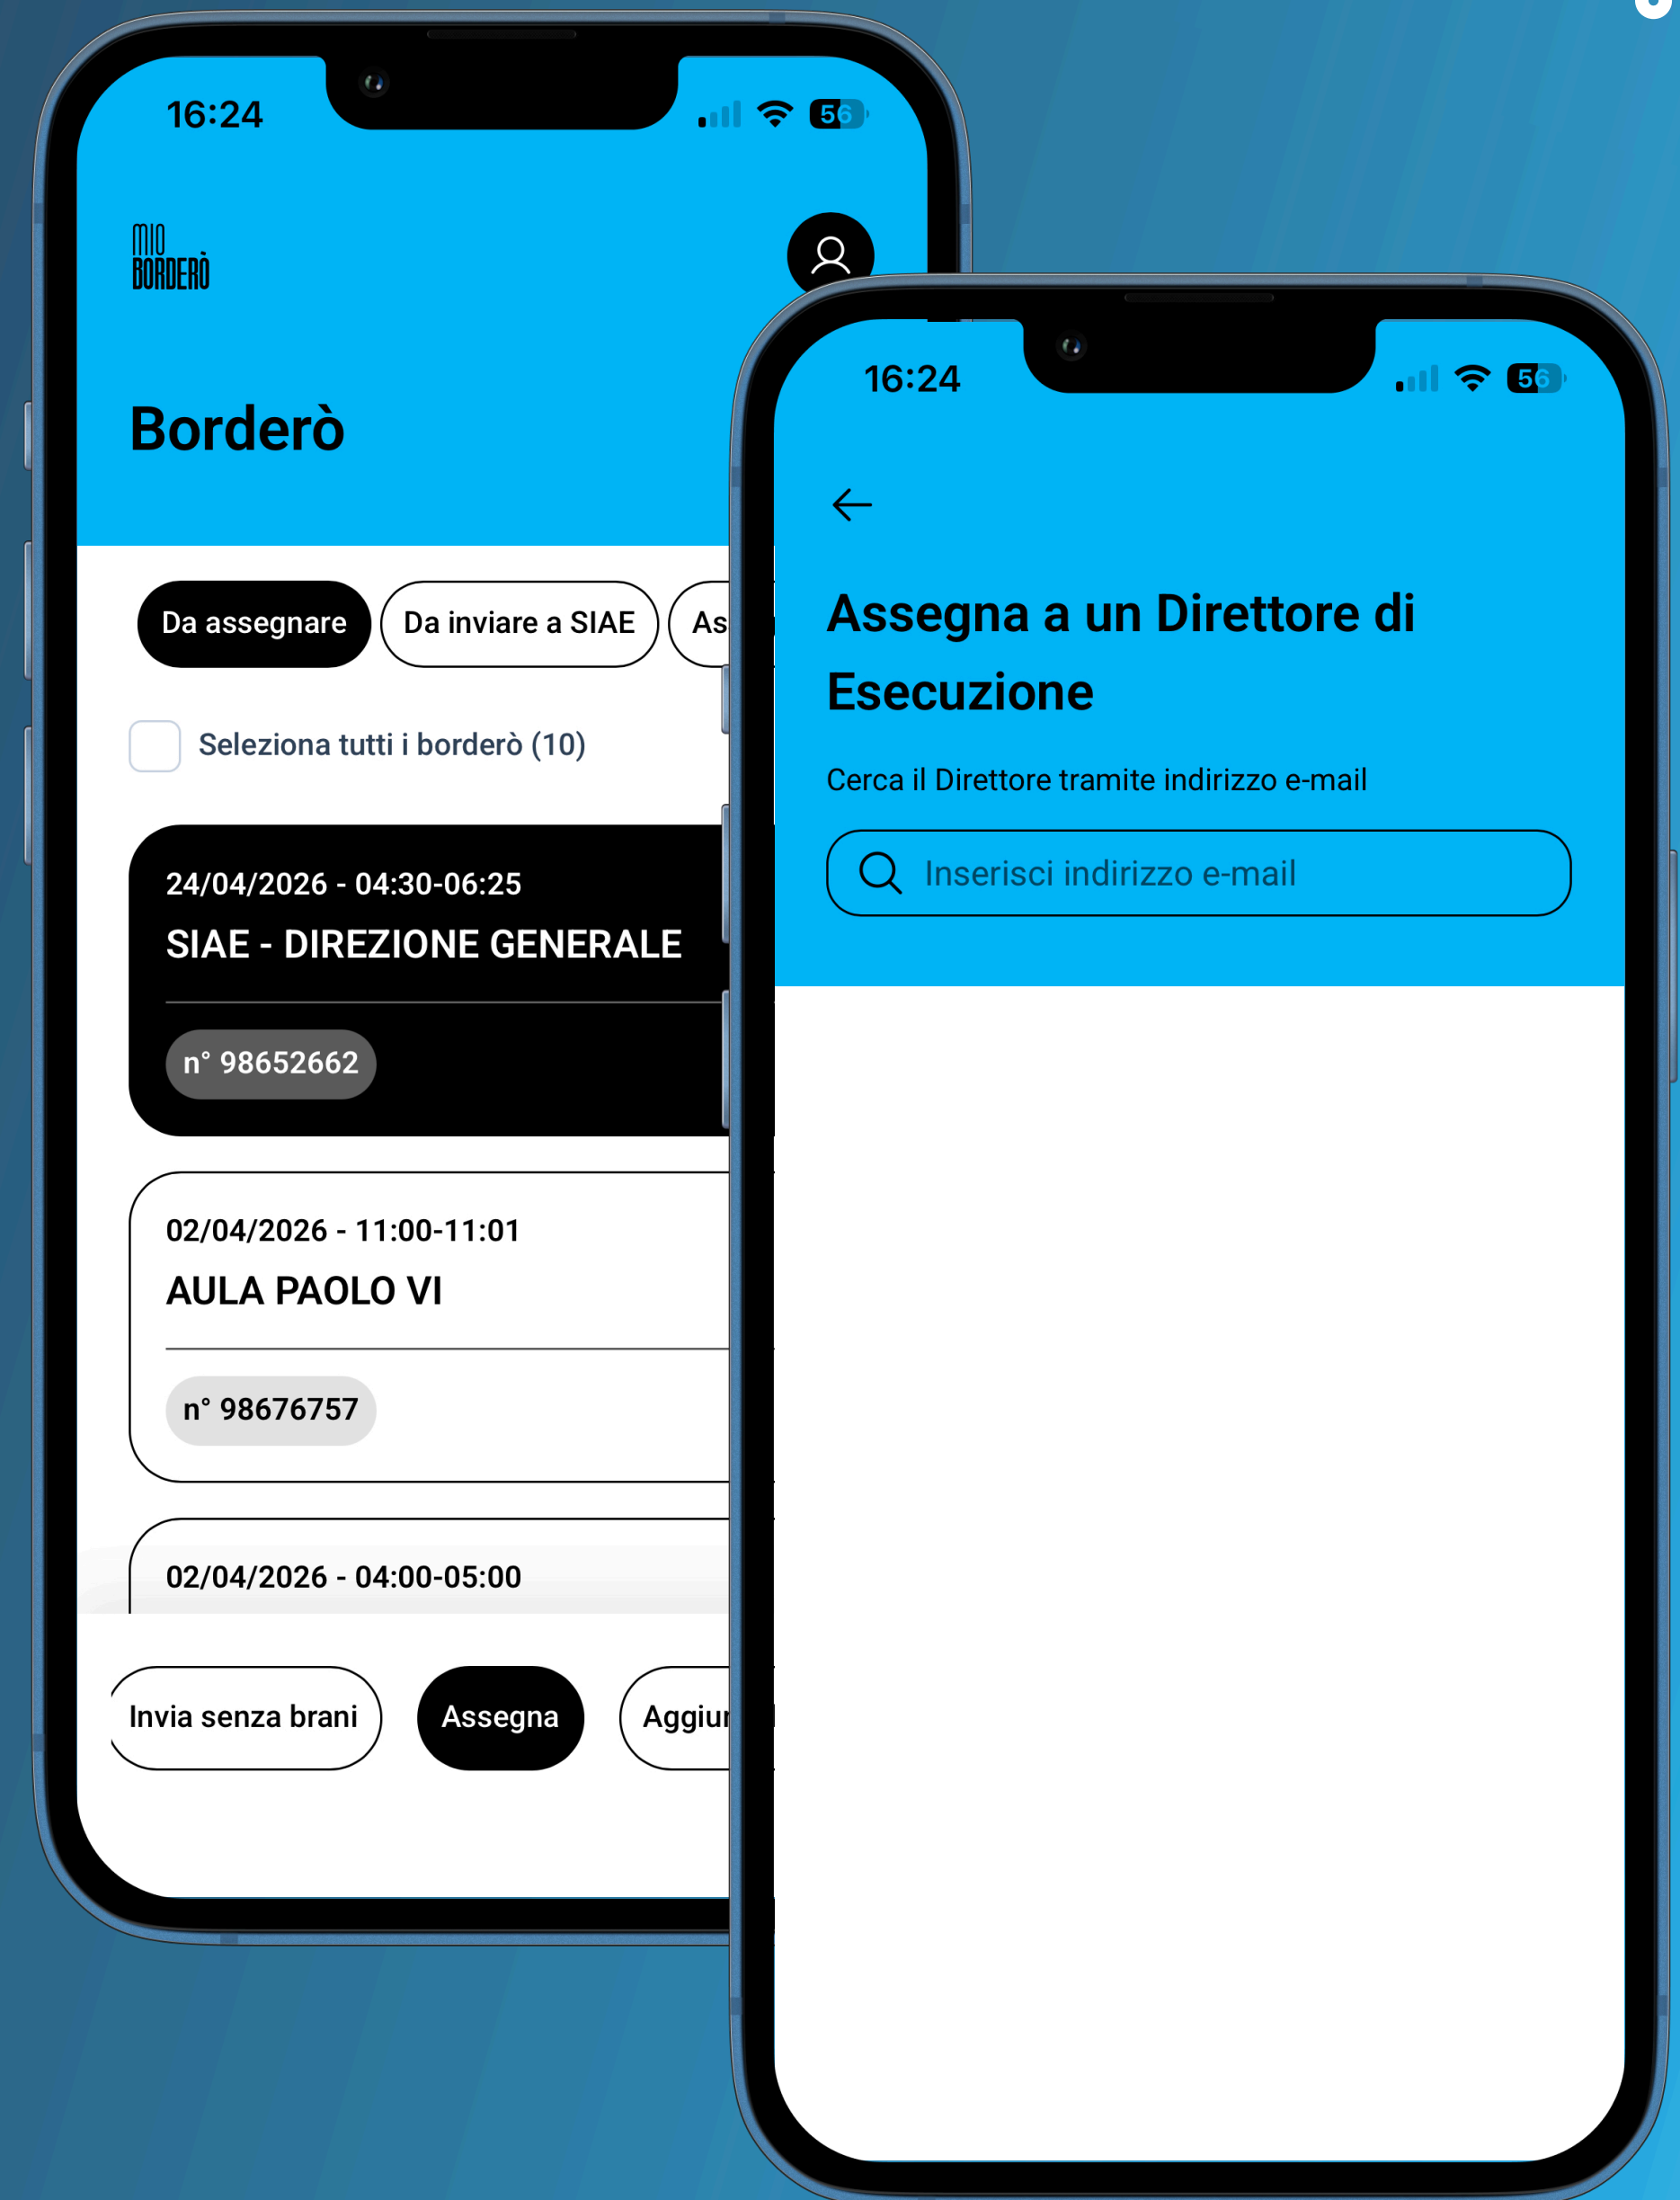 16:24
56
MIO
BORDERÒ
Borderò
Da assegnare
Da inviare a SIAE
Seleziona tutti i borderò (10)
24/04/2026 - 04:30-06:25
SIAE - DIREZIONE GENERALE
n° 98652662
02/04/2026 - 11:00-11:01
AULA PAOLO VI
n° 98676757
02/04/2026 - 04:00-05:00
Invia senza brani
Assegna
16:24
56
Assegna a un Direttore di
Esecuzione
Cerca il Direttore tramite indirizzo e-mail
Inserisci indirizzo e-mail